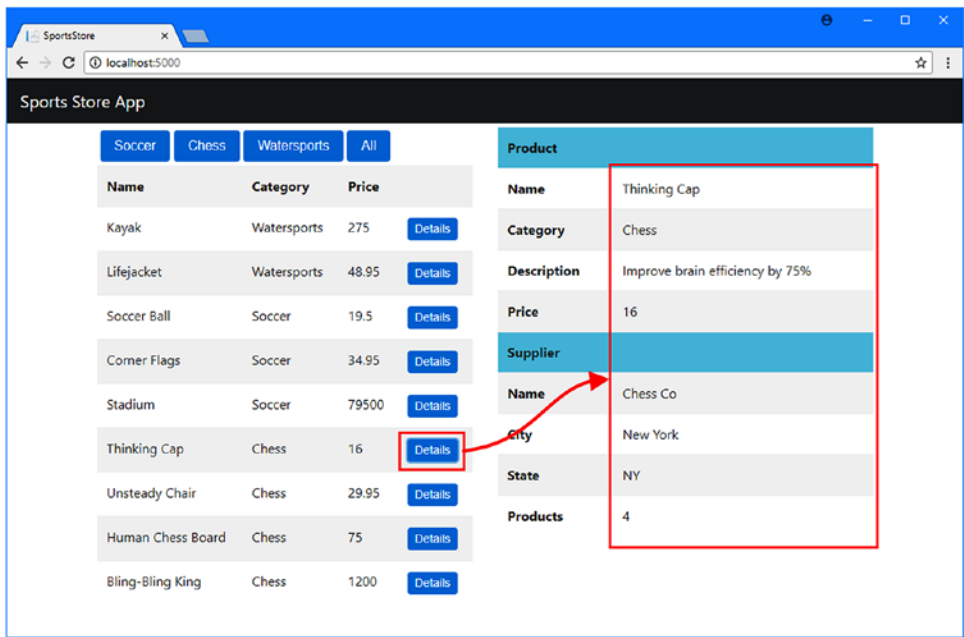 SportsStore
localhost:5000
Sports Store App
Soccer Chess Watersports All
Name Category Price
Kayak Watersports 275 Details
Lifejacket Watersports 48.95 Details
Soccer Ball Soccer 19.5 Details
Corner Flags Soccer 34.95 Details
Stadium Soccer 79500 Details
Thinking Cap Chess 16 Details
Unsteady Chair Chess 29.95 Details
Human Chess Board Chess 75 Details
Bling-Bling King Chess 1200 Details
Product
Name Thinking Cap
Category Chess
Description Improve brain efficiency by 75%
Price 16
Supplier
Name Chess Co
City New York
State NY
Products 4